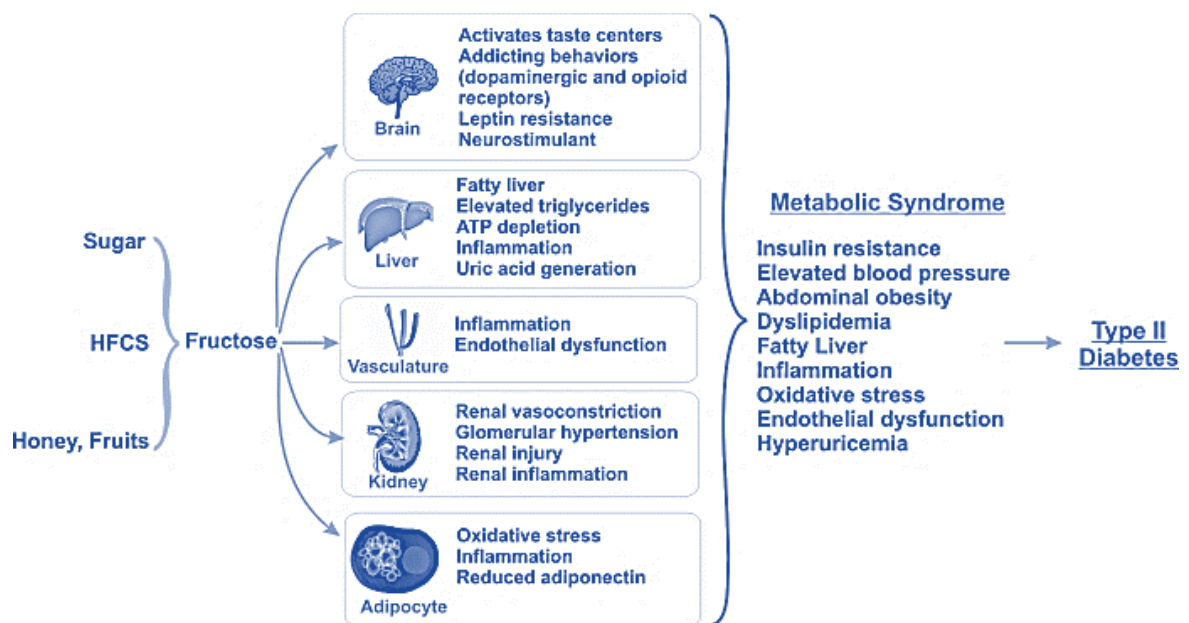 Sugar
HFCS
Honey, Fruits
Fructose
Activates taste centers
Addicting behaviors
(dopaminergic and opioid
receptors)
Leptin resistance
Neurostimulant
Brain
Fatty liver
Elevated triglycerides
ATP depletion
Inflammation
Uric acid generation
Liver
Inflammation
Endothelial dysfunction
Vasculature
Renal vasoconstriction
Glomerular hypertension
Renal injury
Renal inflammation
Kidney
Oxidative stress
Inflammation
Reduced adiponectin
Adipocyte
Metabolic Syndrome
Insulin resistance
Elevated blood pressure
Abdominal obesity
Dyslipidemia
Fatty Liver
Inflammation
Oxidative stress
Endothelial dysfunction
Hyperuricemia
Type II
Diabetes